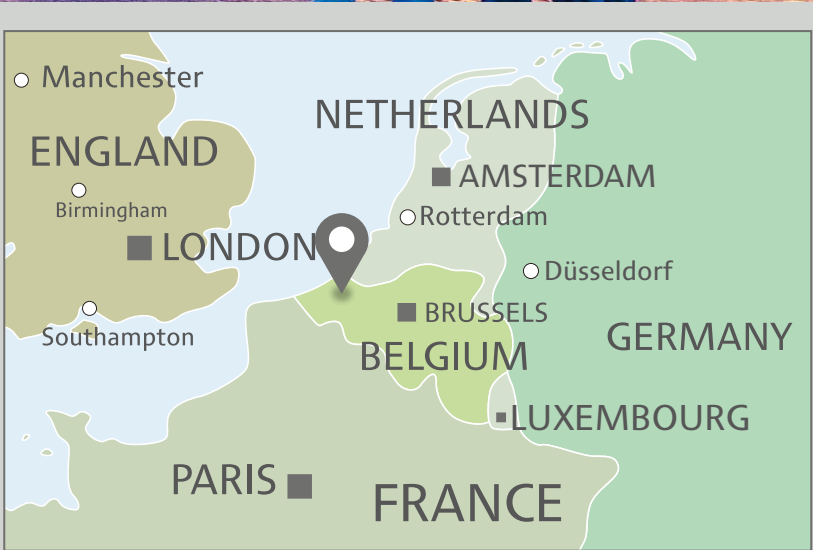 Manchester
NETHERLANDS
ENGLAND
AMSTERDAM
Birmingham
Rotterdam
LONDON
Düsseldorf
BRUSSELS
Southampton
GERMANY
BELGIUM
LUXEMBOURG
PARIS
FRANCE